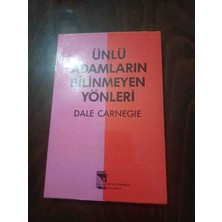 ÜNLÜ
ADAMLARIN
BİLİNMEYEN
YÖNLERİ
DALE CARNEGIE